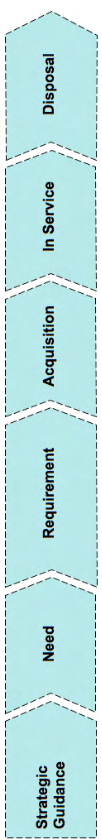 Strategic
Guidance
Need
Requirement
Acquisition
In Service
Disposal